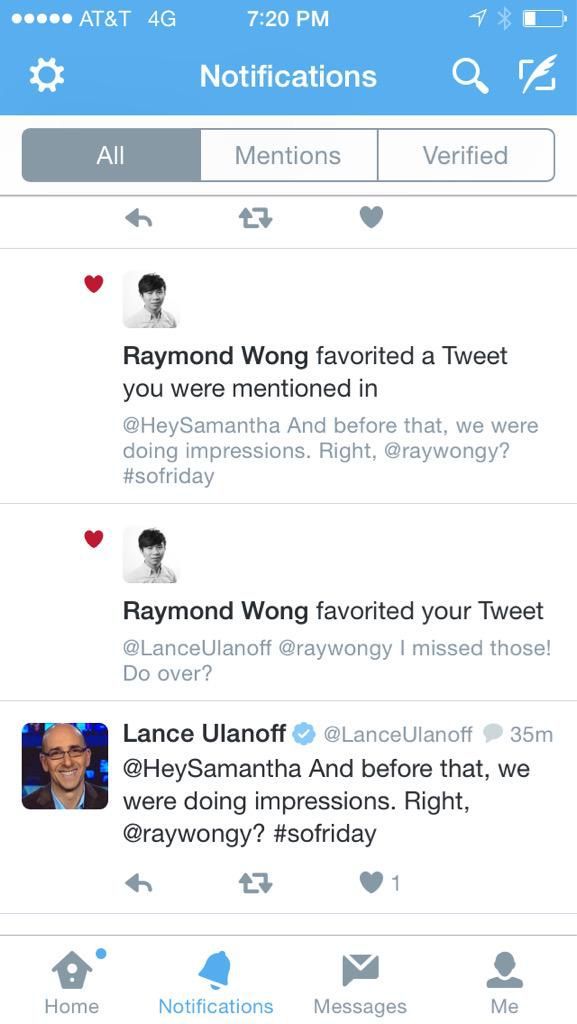 AT&T 4G 7:20 PM
Notifications
All Mentions Verified
Raymond Wong favorited a Tweet
you were mentioned in
@HeySamantha And before that, we were
doing impressions. Right, @raywongy?
#sofriday
Raymond Wong favorited your Tweet
@LanceUlanoff @raywongy I missed those!
Do over?
Lance Ulanoff @LanceUlanoff 35m
@HeySamantha And before that, we
were doing impressions. Right,
@raywongy? #sofriday
1
Home Notifications Messages Me